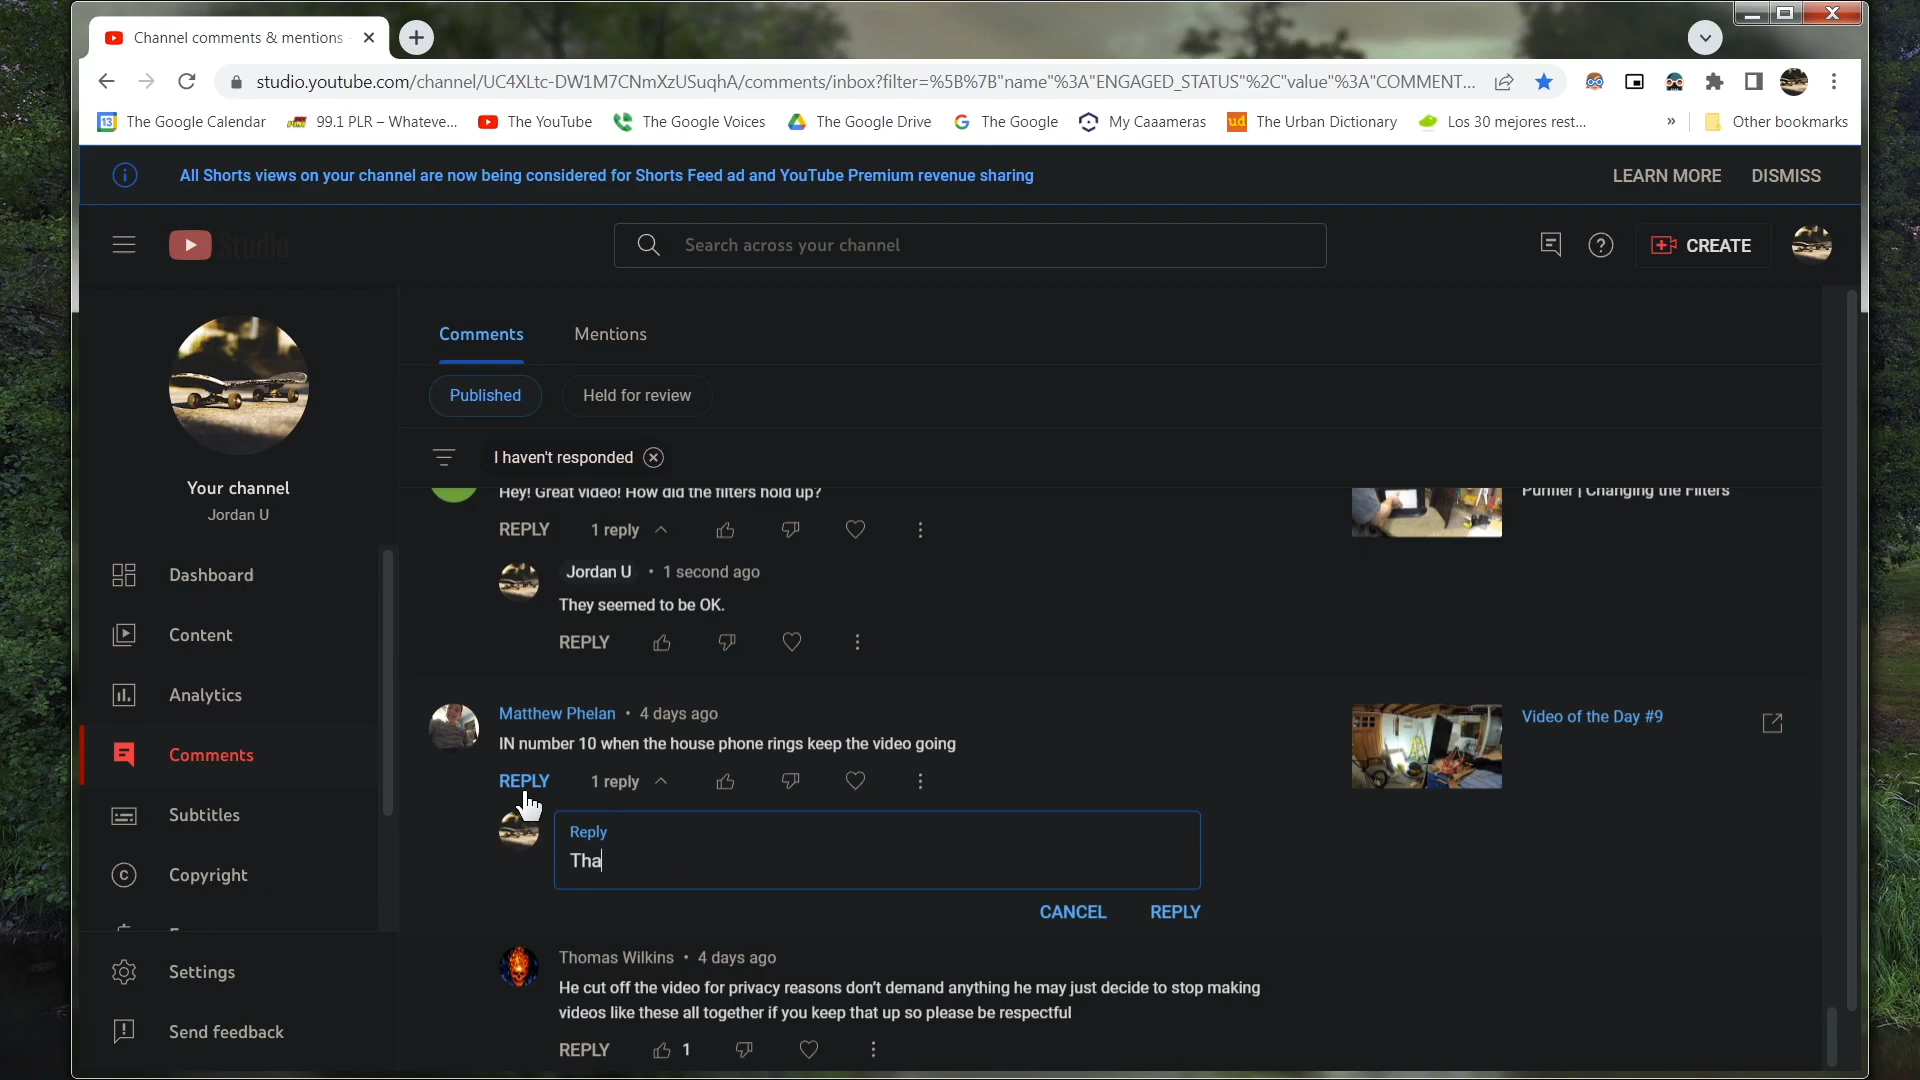 Channel comments & mentions
studio.youtube.com/channel/UC4XLtc-DW1M7CNmXzUSuqhA/comments/inbox?filter=%5B%7B"name"%3A"ENGAGED_STATUS"%2C"value"%3A"COMMENT...
13 The Google Calendar
99.1 PLR – Whateve...
The YouTube
The Google Voices
The Google Drive
The Google
My Caaameras
ud The Urban Dictionary
Los 30 mejores rest...
»
Other bookmarks
All Shorts views on your channel are now being considered for Shorts Feed ad and YouTube Premium revenue sharing
LEARN MORE
DISMISS
Studio
Search across your channel
CREATE
Your channel
Jordan U
Dashboard
Content
Analytics
Comments
Subtitles
Copyright
Settings
Send feedback
Comments
Mentions
Published
Held for review
I haven't responded
Hey! Great video! How did the filters hold up?
Purifier | Changing the Filters
REPLY 1 reply
Jordan U • 1 second ago
They seemed to be OK.
REPLY
Matthew Phelan • 4 days ago
Video of the Day #9
IN number 10 when the house phone rings keep the video going
REPLY 1 reply
Reply
Tha
CANCEL REPLY
Thomas Wilkins • 4 days ago
He cut off the video for privacy reasons don't demand anything he may just decide to stop making
videos like these all together if you keep that up so please be respectful
REPLY 1